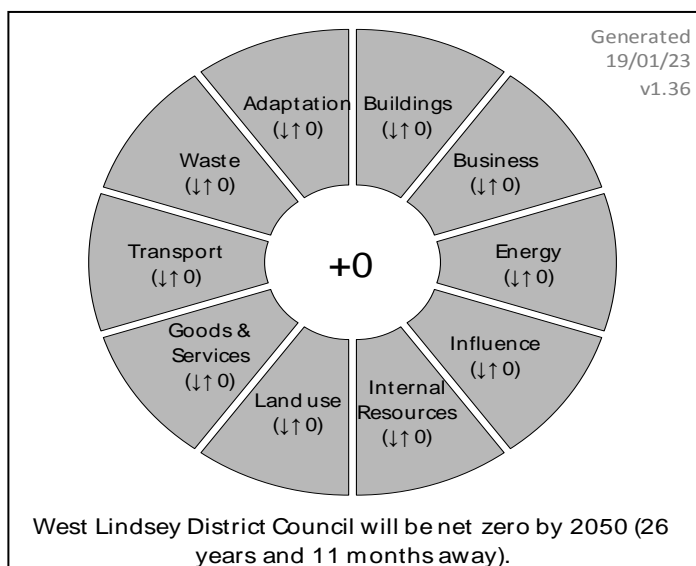 Generated
19/01/23
v1.36
Adaptation
(↓↑ 0)
Buildings
(↓↑ 0)
Waste
(↓↑ 0)
Business
(↓↑ 0)
Transport
(↓↑ 0)
+0
Energy
(↓↑ 0)
Goods &
Services
(↓↑ 0)
Influence
(↓↑ 0)
Land use
(↓↑ 0)
Internal
Resources
(↓↑ 0)
West Lindsey District Council will be net zero by 2050 (26
years and 11 months away).